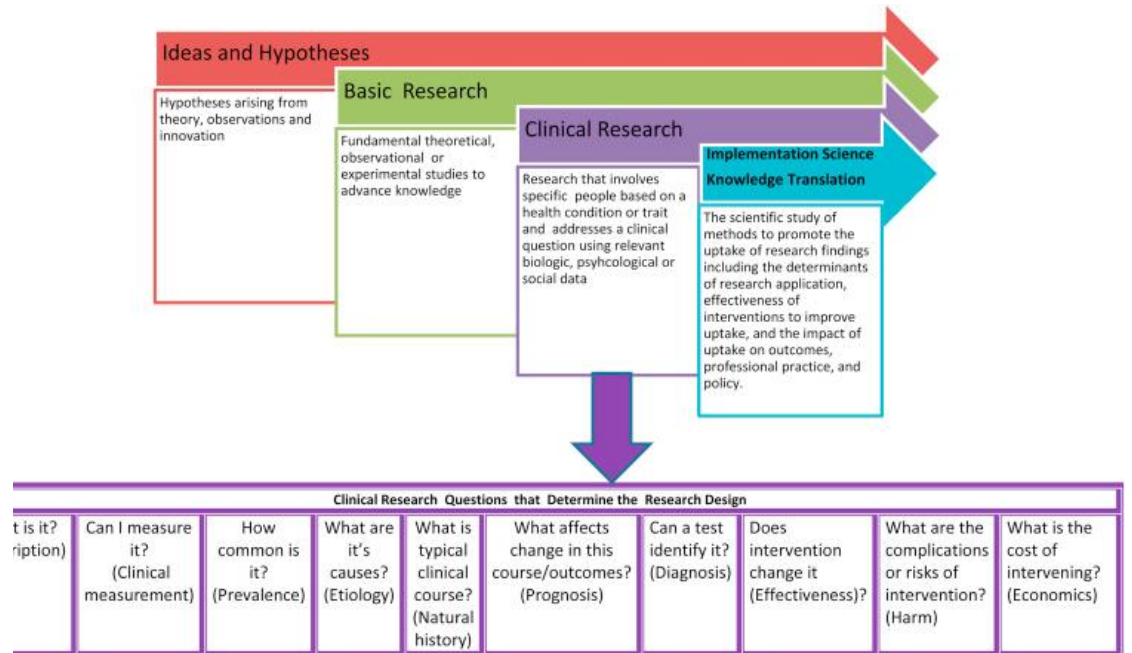 Ideas and Hypotheses
Hypotheses arising from
theory, observations and
innovation
Basic Research
Fundamental theoretical,
observational or
experimental studies to
advance knowledge
Clinical Research
Research that involves
specific people based on a
health condition or trait
and addresses a clinical
question using relevant
biologic, psyhcological or
social data
Implementation Science
Knowledge Translation
The scientific study of
methods to promote the
uptake of research findings
including the determinants
of research application,
effectiveness of
interventions to improve
uptake, and the impact of
uptake on outcomes,
professional practice, and
policy.
Clinical Research Questions that Determine the Research Design
t is it?
ription)
Can I measure
it?
(Clinical
measurement)
How
common is
it?
(Prevalence)
What are
it's
causes?
(Etiology)
What is
typical
clinical
course?
(Natural
history)
What affects
change in this
course/outcomes?
(Prognosis)
Can a test
identify it?
(Diagnosis)
Does
intervention
change it
(Effectiveness)?
What are the
complications
or risks of
intervention?
(Harm)
What is the
cost of
intervening?
(Economics)